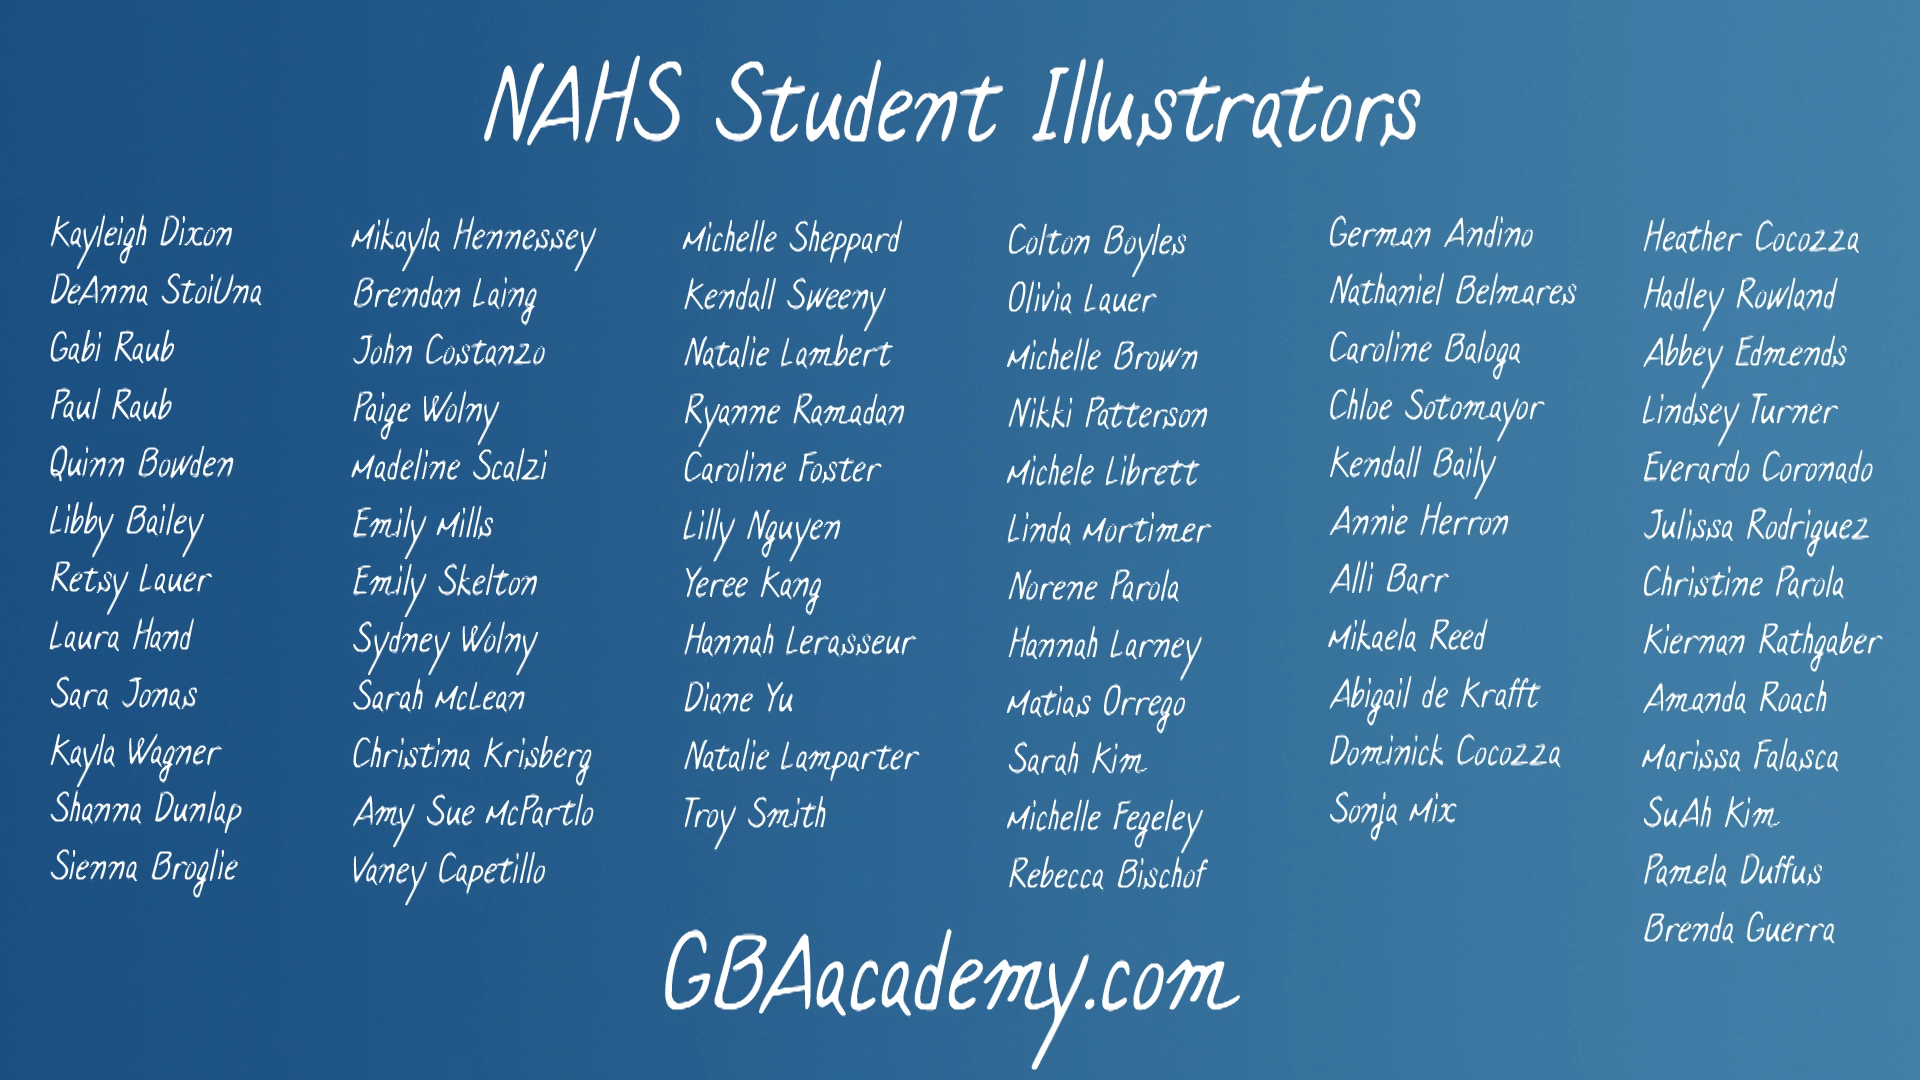 NAHS Student Illustrators
Kayleigh Dixon
DeAnna StoiUna
Gabi Raub
Paul Raub
Quinn Bowden
Libby Bailey
Retsy Lauer
Laura Hand
Sara Jonas
Kayla Wagner
Shanna Dunlap
Sienna Broglie
Mikayla Hennessey
Brendan Laing
John Costanzo
Paige Wolny
Madeline Scalzi
Emily Mills
Emily Skelton
Sydney Wolny
Sarah McLean
Christina Krisberg
Amy Sue McPartlo
Vaney Capetillo
Michelle Sheppard
Kendall Sweeny
Natalie Lambert
Ryanne Ramadan
Caroline Foster
Lilly Nguyen
Yeree Kang
Hannah Lerasseur
Diane Yu
Natalie Lamparter
Troy Smith
Colton Boyles
Olivia Lauer
Michelle Brown
Nikki Patterson
Michele Librett
Linda Mortimer
Norene Parola
Hannah Larney
Matias Orrego
Sarah Kim
Michelle Fegeley
Rebecca Bischof
German Andino
Nathaniel Belmares
Caroline Baloga
Chloe Sotomayor
Kendall Baily
Annie Herron
Alli Barr
Mikaela Reed
Abigail de Krafft
Dominick Cocozza
Sonja Mix
Heather Cocozza
Hadley Rowland
Abbey Edmends
Lindsey Turner
Everardo Coronado
Julissa Rodriguez
Christine Parola
Kiernan Rathgaber
Amanda Roach
Marissa Falasca
SuAh Kim
Pamela Duffus
Brenda Guerra
GBAacademy.com